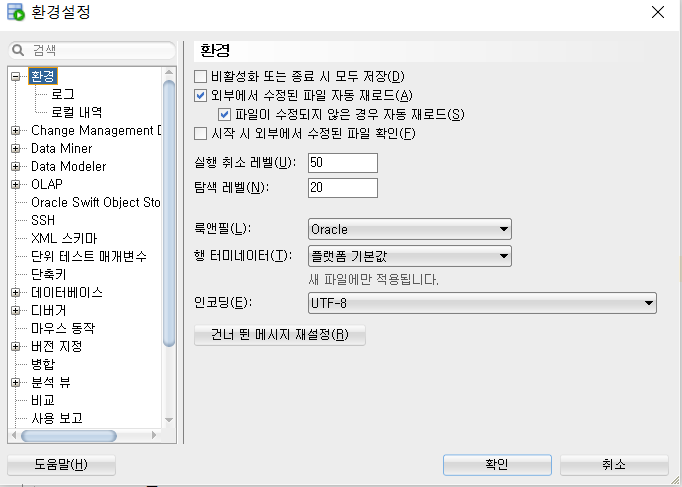 환경설정
검색
환경
로그
로컬 내역
Change Management D
Data Miner
Data Modeler
OLAP
Oracle Swift Object Sto
SSH
XML 스키마
단위 테스트 매개변수
단축키
데이터베이스
디버거
마우스 동작
버전 지정
병합
분석 뷰
비교
사용 보고
환경
비활성화 또는 종료 시 모두 저장(D)
외부에서 수정된 파일 자동 재로드(A)
파일이 수정되지 않은 경우 자동 재로드(S)
시작 시 외부에서 수정된 파일 확인(F)
실행 취소 레벨(U): 50
탐색 레벨(N): 20
룩앤필(L): Oracle
행 터미네이터(T): 플랫폼 기본값
새 파일에만 적용됩니다.
인코딩(E): UTF-8
건너 뛴 메시지 재설정(R)
도움말(H)
확인
취소